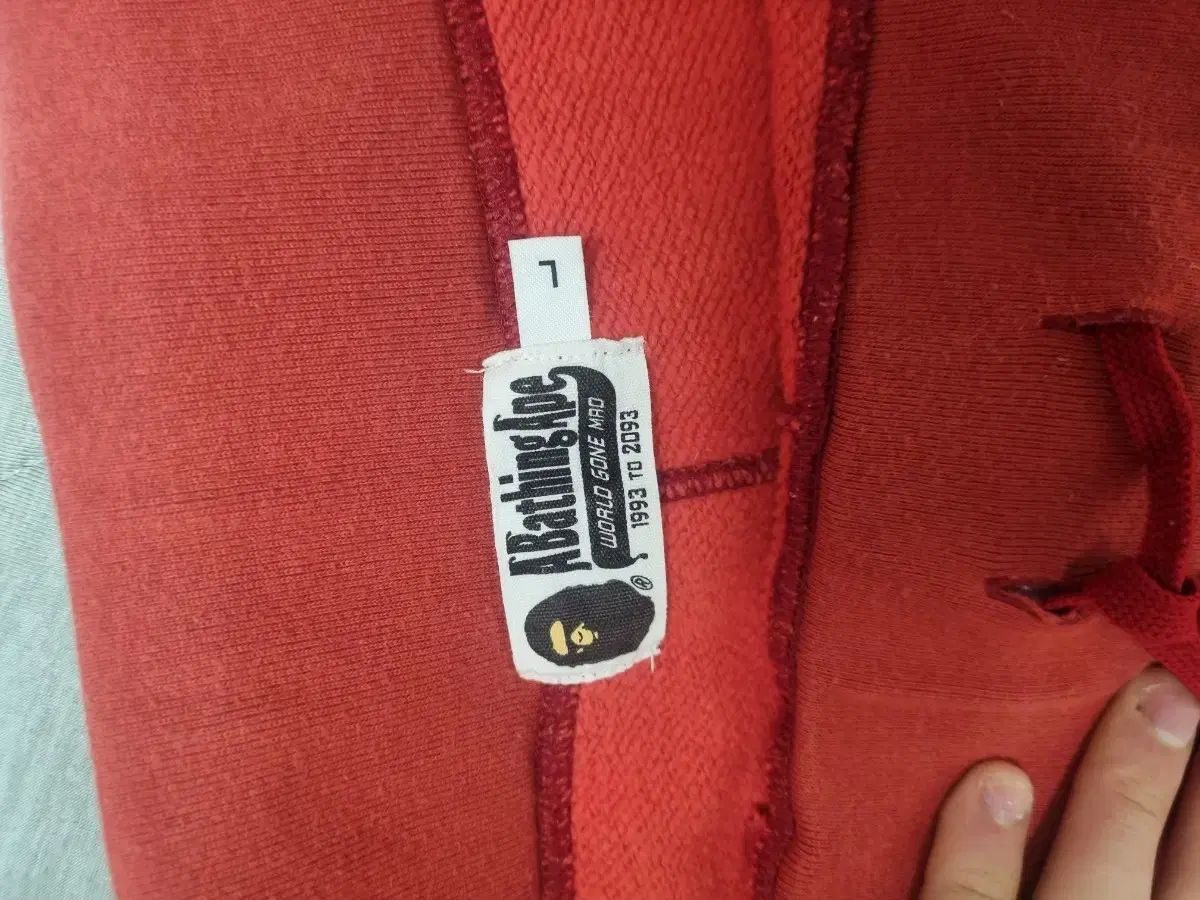 L
ABathingApe
WORLD GONE MAD
1993 TO 2093
®